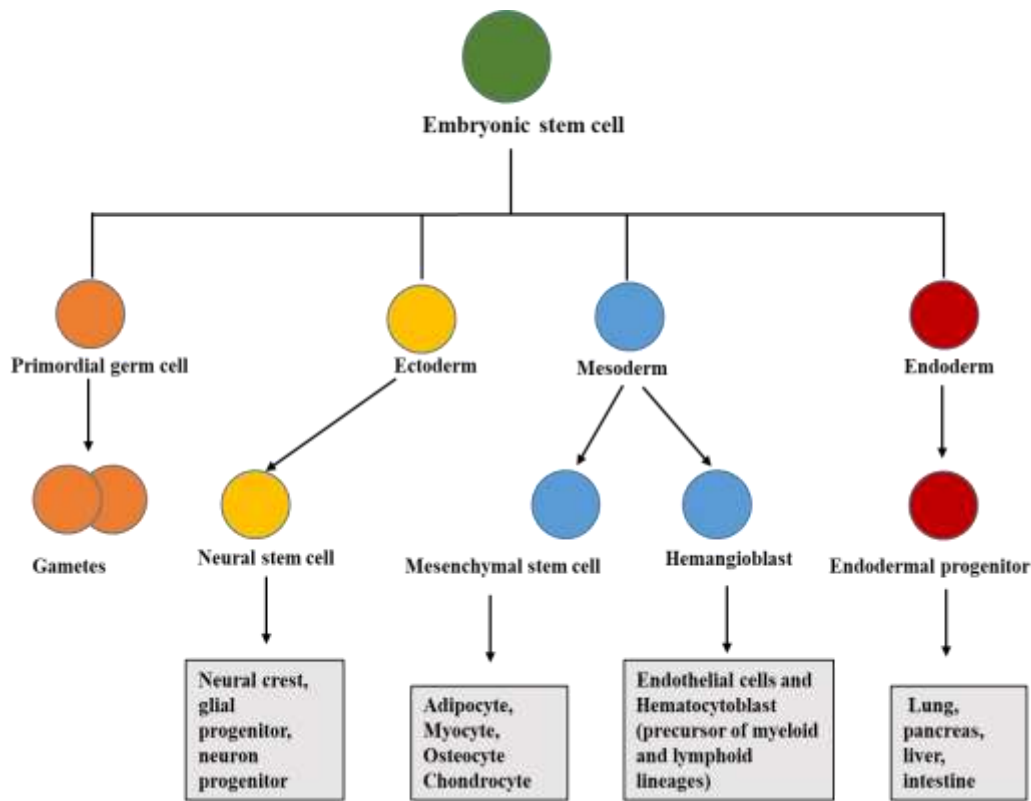 Embryonic stem cell
Primordial germ cell
Ectoderm
Mesoderm
Endoderm
Gametes
Neural stem cell
Mesenchymal stem cell
Hemangioblast
Endodermal progenitor
Neural crest,
glial
progenitor,
neuron
progenitor
Adipocyte,
Myocyte,
Osteocyte
Chondrocyte
Endothelial cells and
Hematocytoblast
(precursor of myeloid
and lymphoid
lineages)
Lung,
pancreas,
liver,
intestine